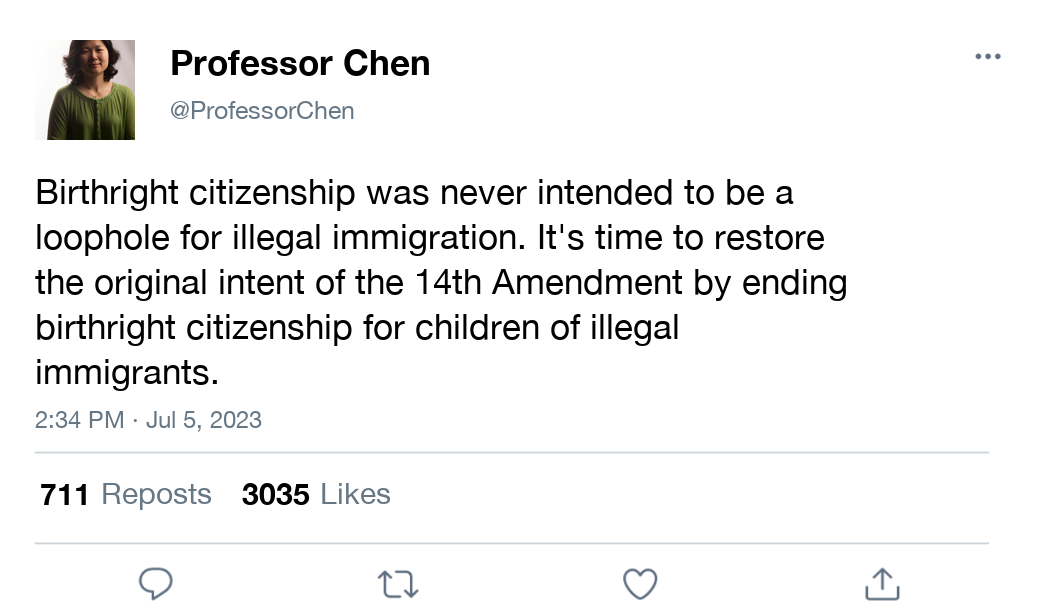 Professor Chen
@ProfessorChen
Birthright citizenship was never intended to be a
loophole for illegal immigration. It's time to restore
the original intent of the 14th Amendment by ending
birthright citizenship for children of illegal
immigrants.
2:34 PM · Jul 5, 2023
711 Reposts 3035 Likes